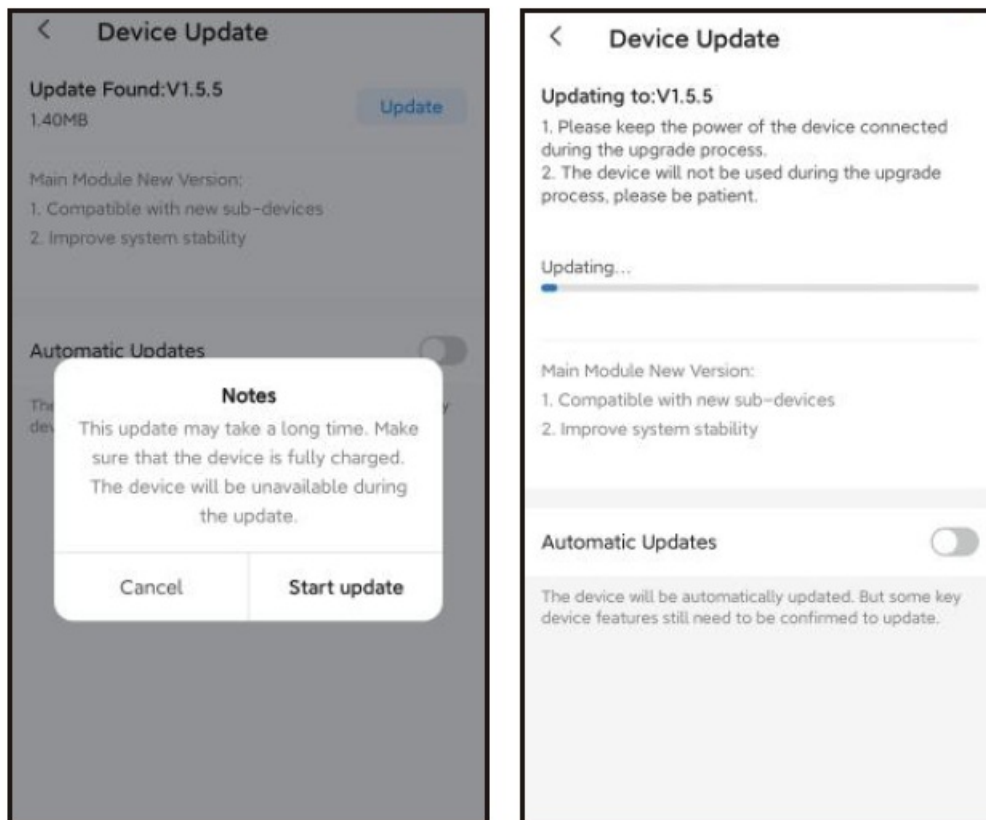 Device Update
Update Found:V1.5.5
1.40MB
Update
Main Module New Version:
1. Compatible with new sub-devices
2. Improve system stability
Automatic Updates
The
dev
y
Notes
This update may take a long time. Make
sure that the device is fully charged.
The device will be unavailable during
the update.
Cancel
Start update
Device Update
Updating to:V1.5.5
1. Please keep the power of the device connected
during the upgrade process.
2. The device will not be used during the upgrade
process, please be patient.
Updating...
Main Module New Version:
1. Compatible with new sub-devices
2. Improve system stability
Automatic Updates
The device will be automatically updated. But some key
device features still need to be confirmed to update.